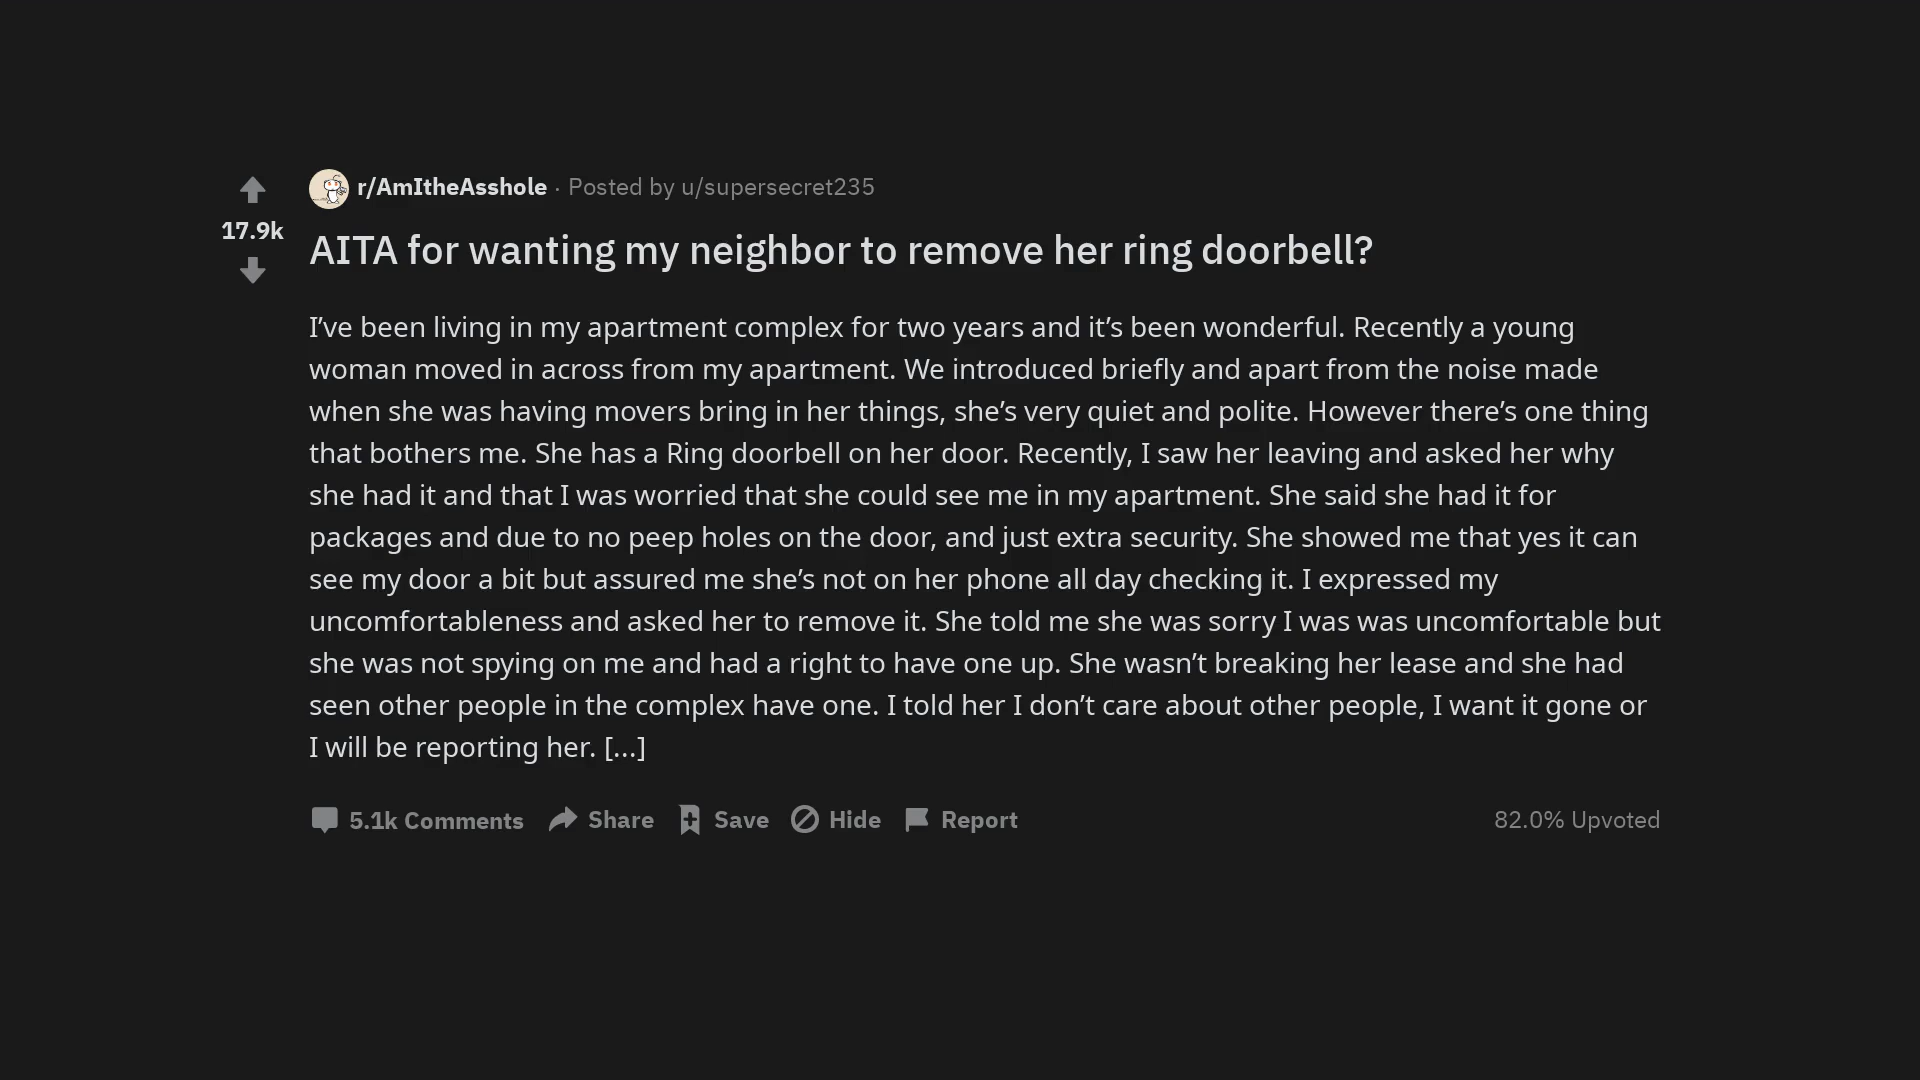 r/AmItheAsshole · Posted by u/supersecret235
17.9k
AITA for wanting my neighbor to remove her ring doorbell?
I’ve been living in my apartment complex for two years and it’s been wonderful. Recently a young
woman moved in across from my apartment. We introduced briefly and apart from the noise made
when she was having movers bring in her things, she’s very quiet and polite. However there’s one thing
that bothers me. She has a Ring doorbell on her door. Recently, I saw her leaving and asked her why
she had it and that I was worried that she could see me in my apartment. She said she had it for
packages and due to no peep holes on the door, and just extra security. She showed me that yes it can
see my door a bit but assured me she’s not on her phone all day checking it. I expressed my
uncomfortableness and asked her to remove it. She told me she was sorry I was was uncomfortable but
she was not spying on me and had a right to have one up. She wasn’t breaking her lease and she had
seen other people in the complex have one. I told her I don’t care about other people, I want it gone or
I will be reporting her. [...]
5.1k Comments Share Save Hide Report 82.0% Upvoted